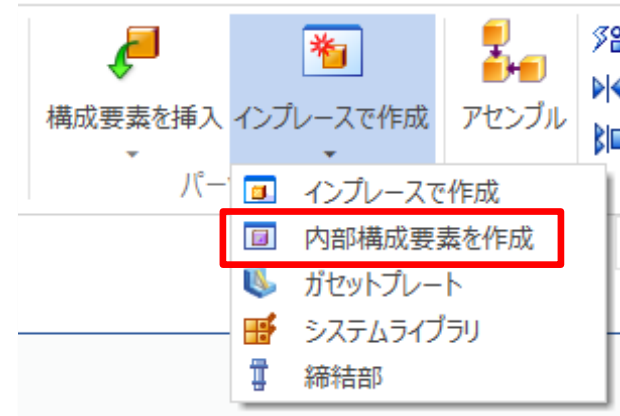 構成要素を挿入 インプレースで作成 アセンブル
パー
インプレースで作成
内部構成要素を作成
ガセットプレート
システムライブラリ
締結部